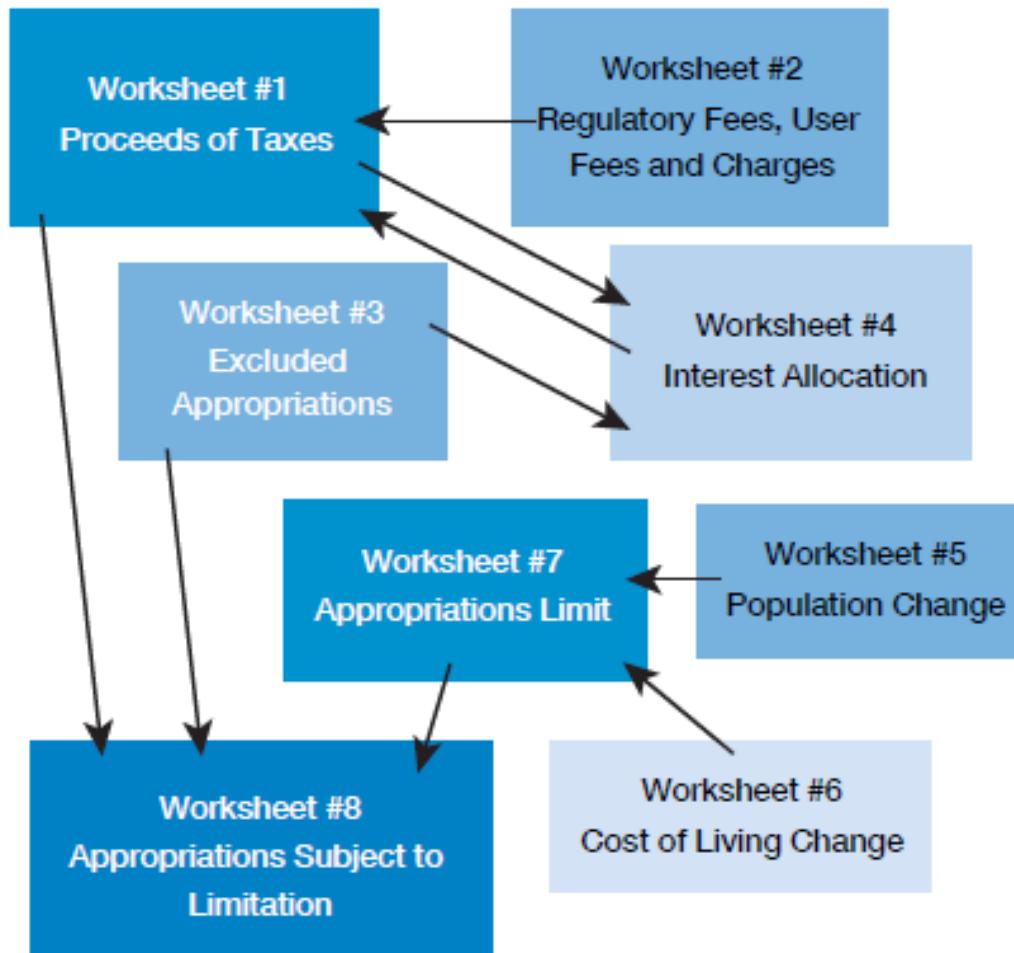 Worksheet #1
Proceeds of Taxes
Worksheet #2
Regulatory Fees, User
Fees and Charges
Worksheet #3
Excluded
Appropriations
Worksheet #4
Interest Allocation
Worksheet #7
Appropriations Limit
Worksheet #5
Population Change
Worksheet #8
Appropriations Subject to
Limitation
Worksheet #6
Cost of Living Change